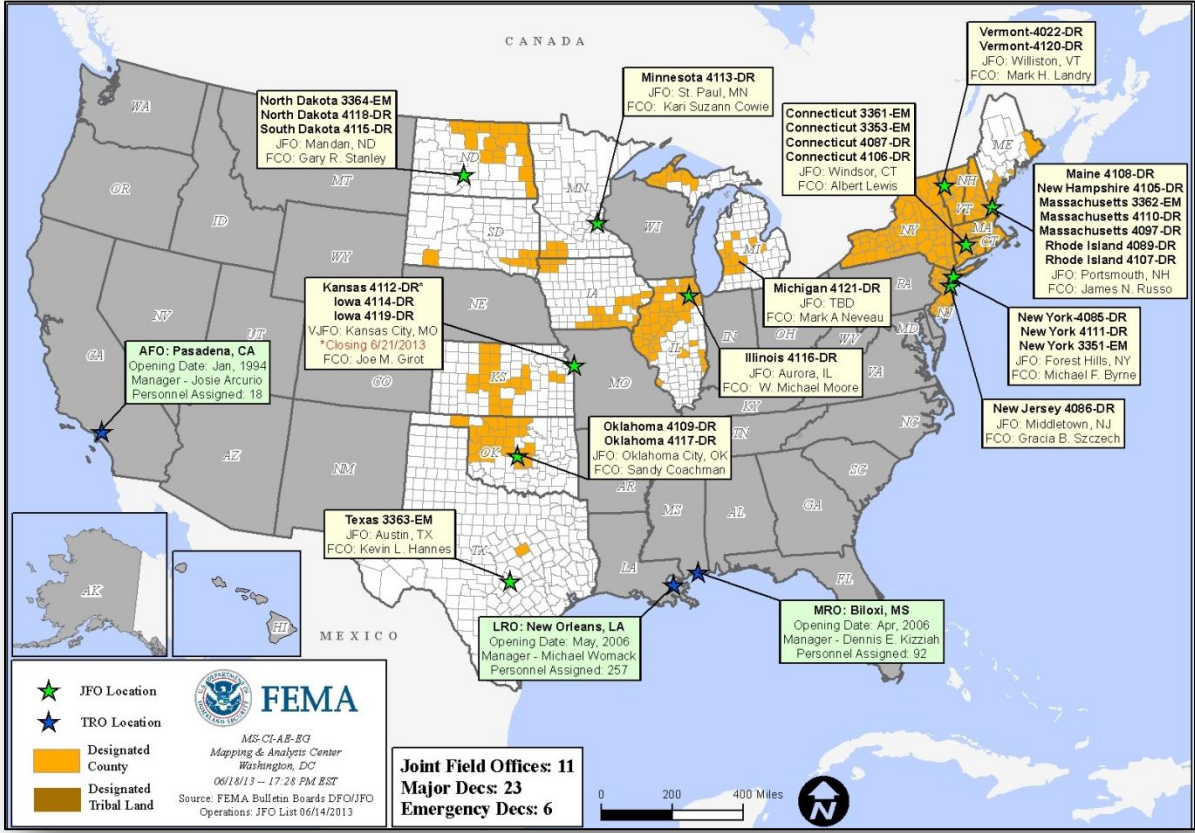 CANADA
Vermont-4022-DR
Vermont-4120-DR
JFO: Williston, VT
FCO: Mark H. Landry
Minnesota 4113-DR
JFO: St. Paul, MN
FCO: Kari Suzann Cowie
North Dakota 3364-EM
North Dakota 4118-DR
South Dakota 4115-DR
JFO: Mandan, ND
FCO: Gary R. Stanley
Connecticut 3361-EM
Connecticut 3353-EM
Connecticut 4087-DR
Connecticut 4106-DR
JFO: Windsor, CT
FCO: Albert Lewis
Maine 4108-DR
New Hampshire 4105-DR
Massachusetts 3362-EM
Massachusetts 4110-DR
Massachusetts 4097-DR
Rhode Island 4089-DR
Rhode Island 4107-DR
JFO: Portsmouth, NH
FCO: James N. Russo
WA
MT
ND
MN
ME
OR
ID
WY
SD
WI
MI
NY
NH
VT
MA
CT
Kansas 4112-DR*
Iowa 4114-DR
Iowa 4119-DR
VJFO: Kansas City, MO
*Closing 6/21/2013
FCO: Joe M. Girot
Michigan 4121-DR
JFO: TBD
FCO: Mark A Neveau
New York-4085-DR
New York 4111-DR
New York 3351-EM
JFO: Forest Hills, NY
FCO: Michael F. Byrne
NV
UT
NE
IA
IL
IN
OH
PA
NJ
MD
WV
VA
CA
CO
KS
MO
KY
AFO: Pasadena, CA
Opening Date: Jan, 1994
Manager - Josie Arcurio
Personnel Assigned: 18
Illinois 4116-DR
JFO: Aurora, IL
FCO: W. Michael Moore
New Jersey 4086-DR
JFO: Middletown, NJ
FCO: Gracia B. Szczech
Oklahoma 4109-DR
Oklahoma 4117-DR
JFO: Oklahoma City, OK
FCO: Sandy Coachman
AZ
NM
OK
AR
TN
NC
SC
MS
AL
GA
TX
LA
FL
Texas 3363-EM
JFO: Austin, TX
FCO: Kevin L. Hannes
AK
HI
MEXICO
LRO: New Orleans, LA
Opening Date: May, 2006
Manager - Michael Womack
Personnel Assigned: 257
MRO: Biloxi, MS
Opening Date: Apr, 2006
Manager - Dennis E. Kizziah
Personnel Assigned: 92
JFO Location
TRO Location
Designated
County
Designated
Tribal Land
FEMA
MS-CI-AE-EG
Mapping & Analysis Center
Washington, DC
06/18/13 -- 17:28 PM EST
Source: FEMA Bulletin Boards DFO/JFO
Operations: JFO List 06/14/2013
Joint Field Offices: 11
Major Decs: 23
Emergency Decs: 6
0 200 400 Miles
N